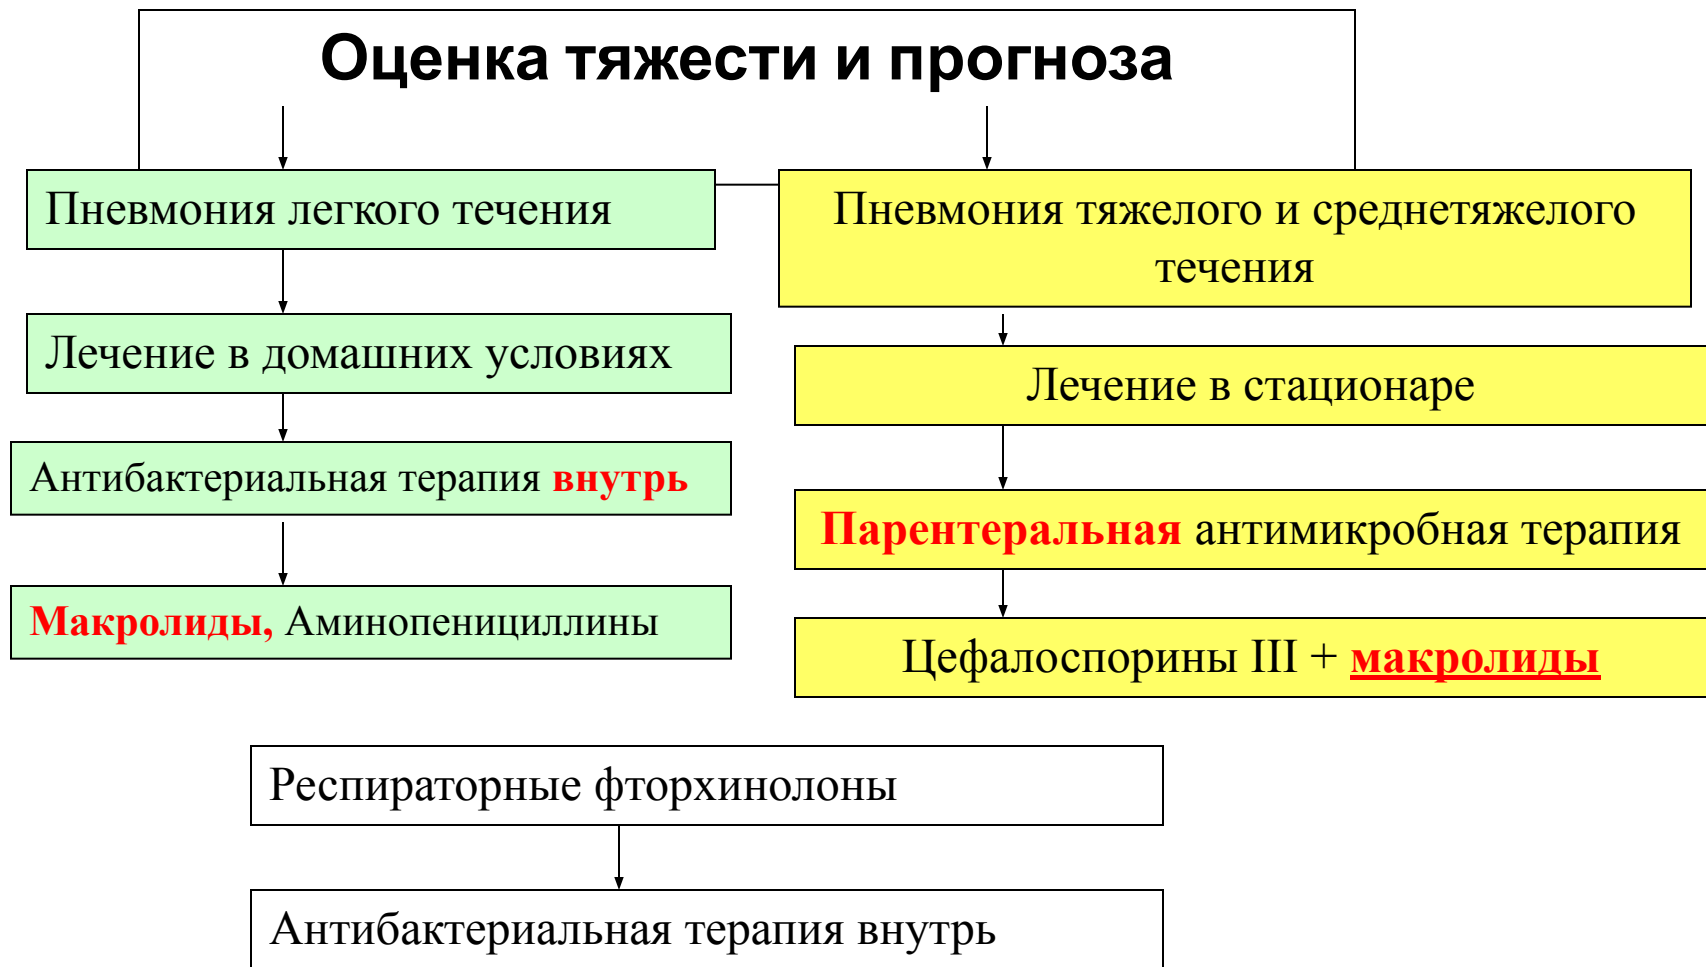 Оценка тяжести и прогноза
Пневмония легкого течения
Лечение в домашних условиях
Антибактериальная терапия внутрь
Макролиды, Аминопенициллины
Пневмония тяжелого и среднетяжелого
течения
Лечение в стационаре
Парентеральная антимикробная терапия
Цефалоспорины III + макролиды
Респираторные фторхинолоны
Антибактериальная терапия внутрь